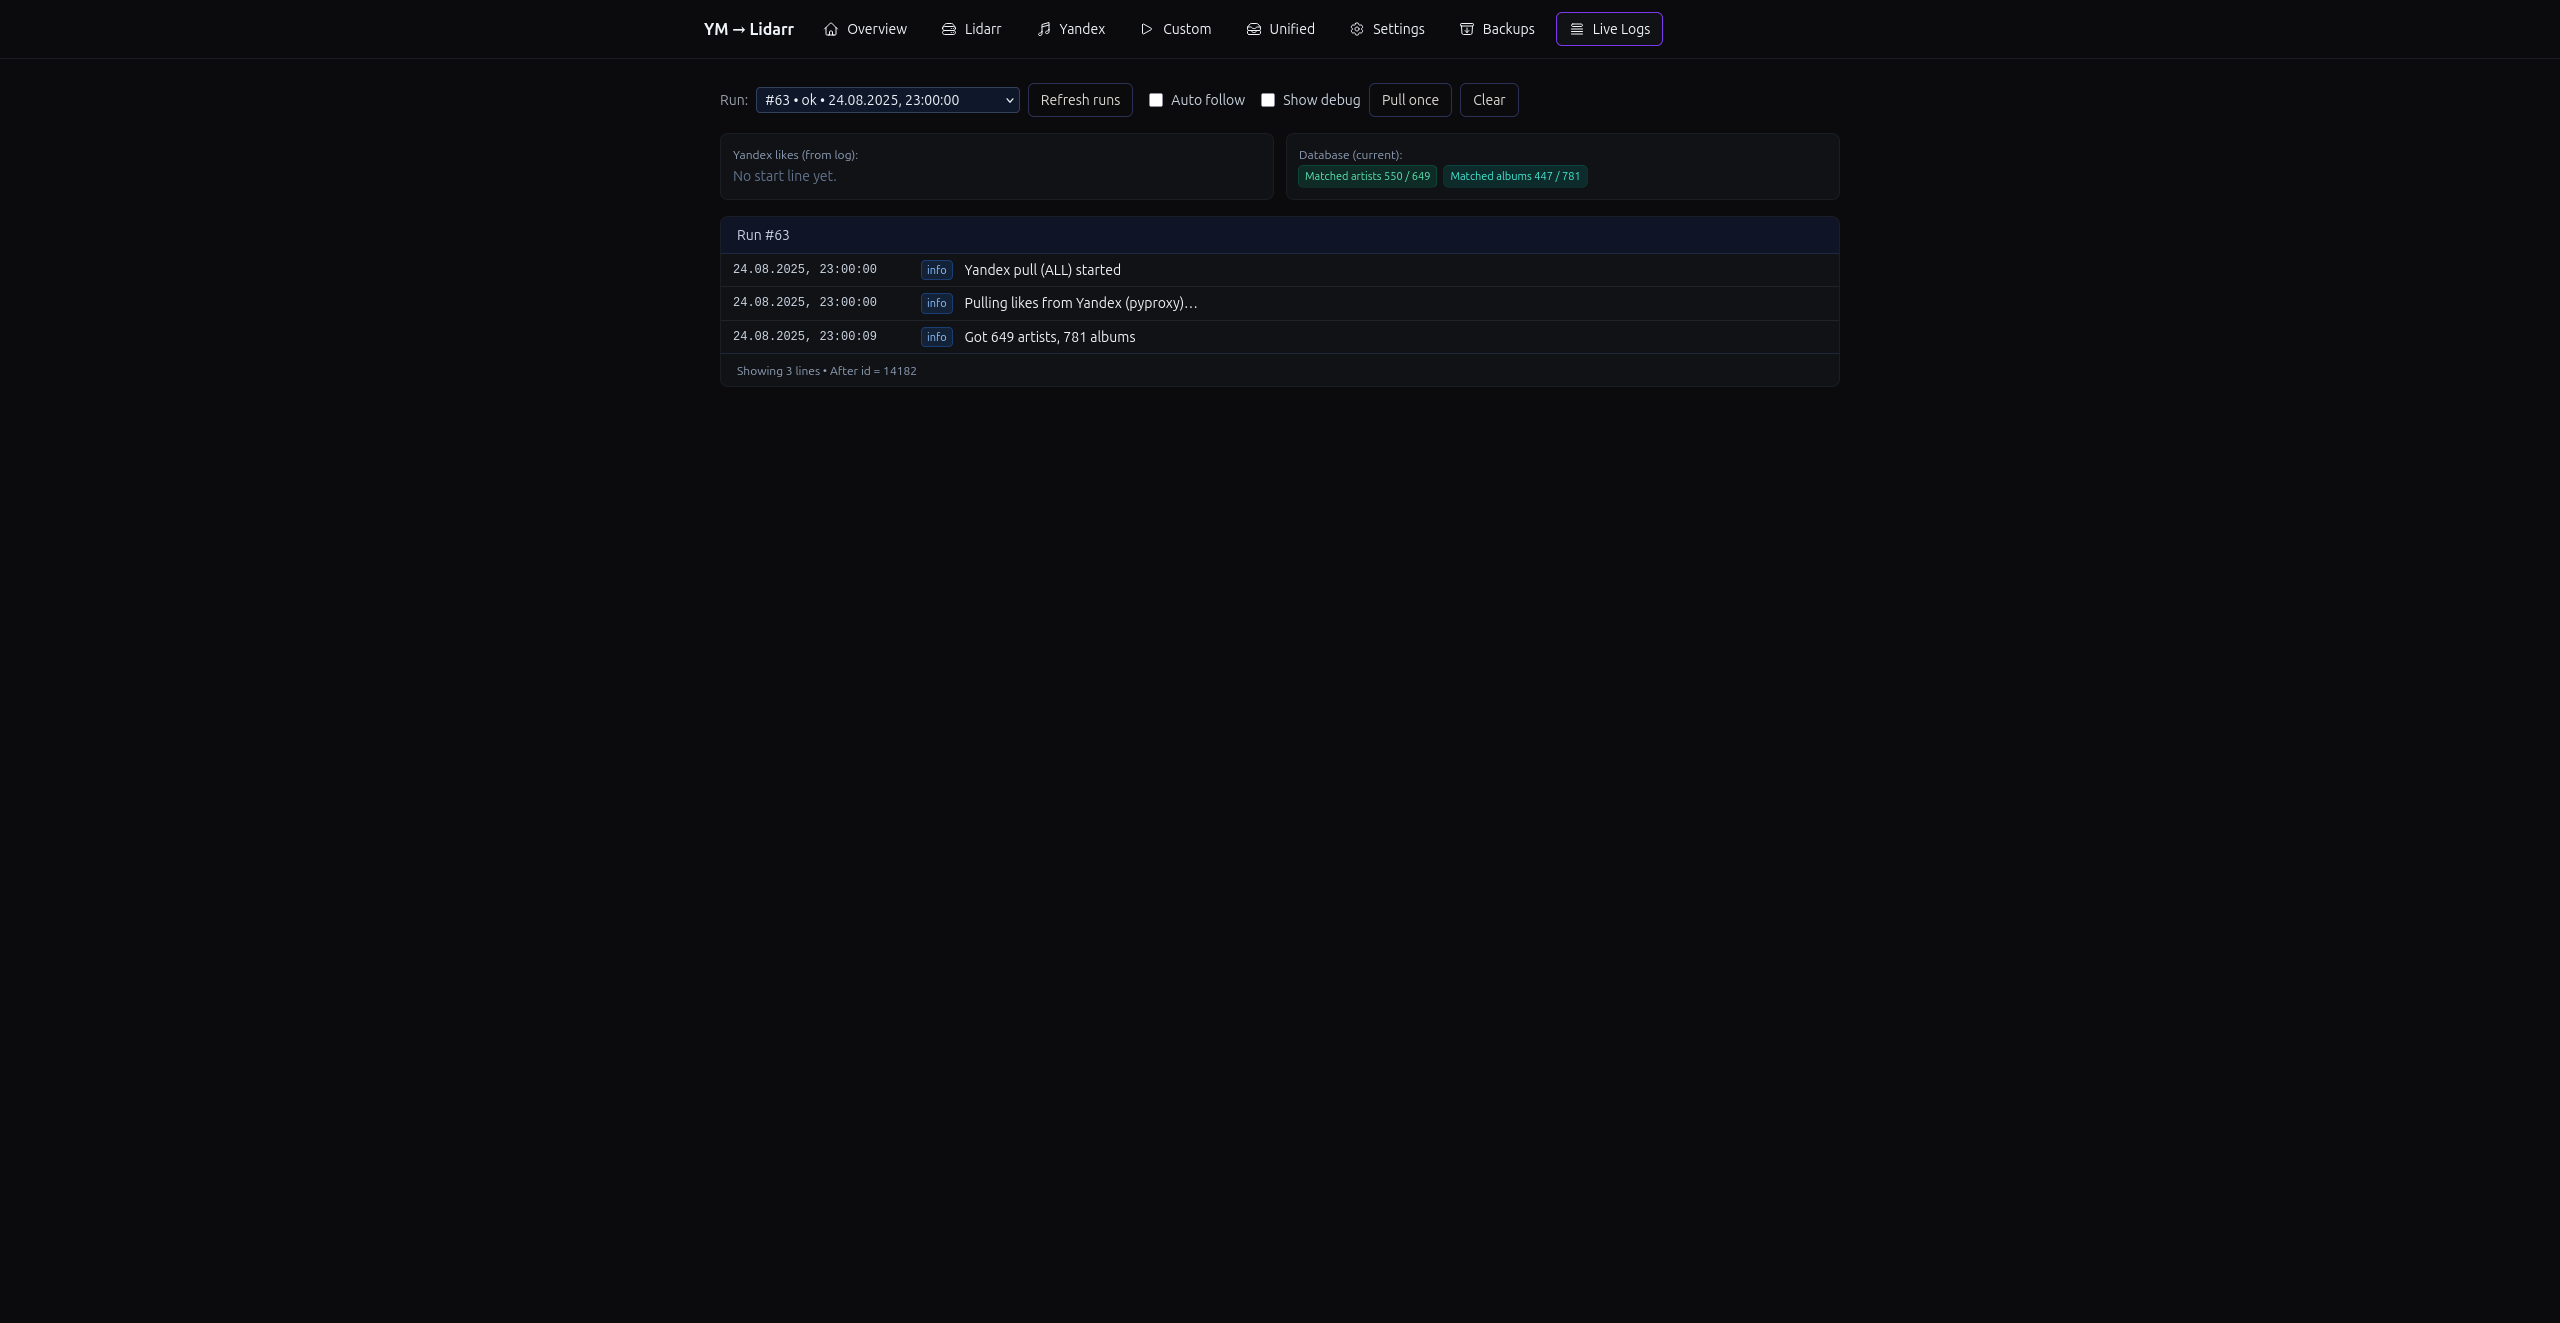 YM → Lidarr Overview Lidarr Yandex Custom Unified Settings Backups Live Logs
Run: #63 • ok • 24.08.2025, 23:00:00 Refresh runs Auto follow Show debug Pull once Clear
Yandex likes (from log):
No start line yet.
Database (current):
Matched artists 550 / 649 Matched albums 447 / 781
Run #63
24.08.2025, 23:00:00 info Yandex pull (ALL) started
24.08.2025, 23:00:00 info Pulling likes from Yandex (pyproxy)…
24.08.2025, 23:00:09 info Got 649 artists, 781 albums
Showing 3 lines • After id = 14182